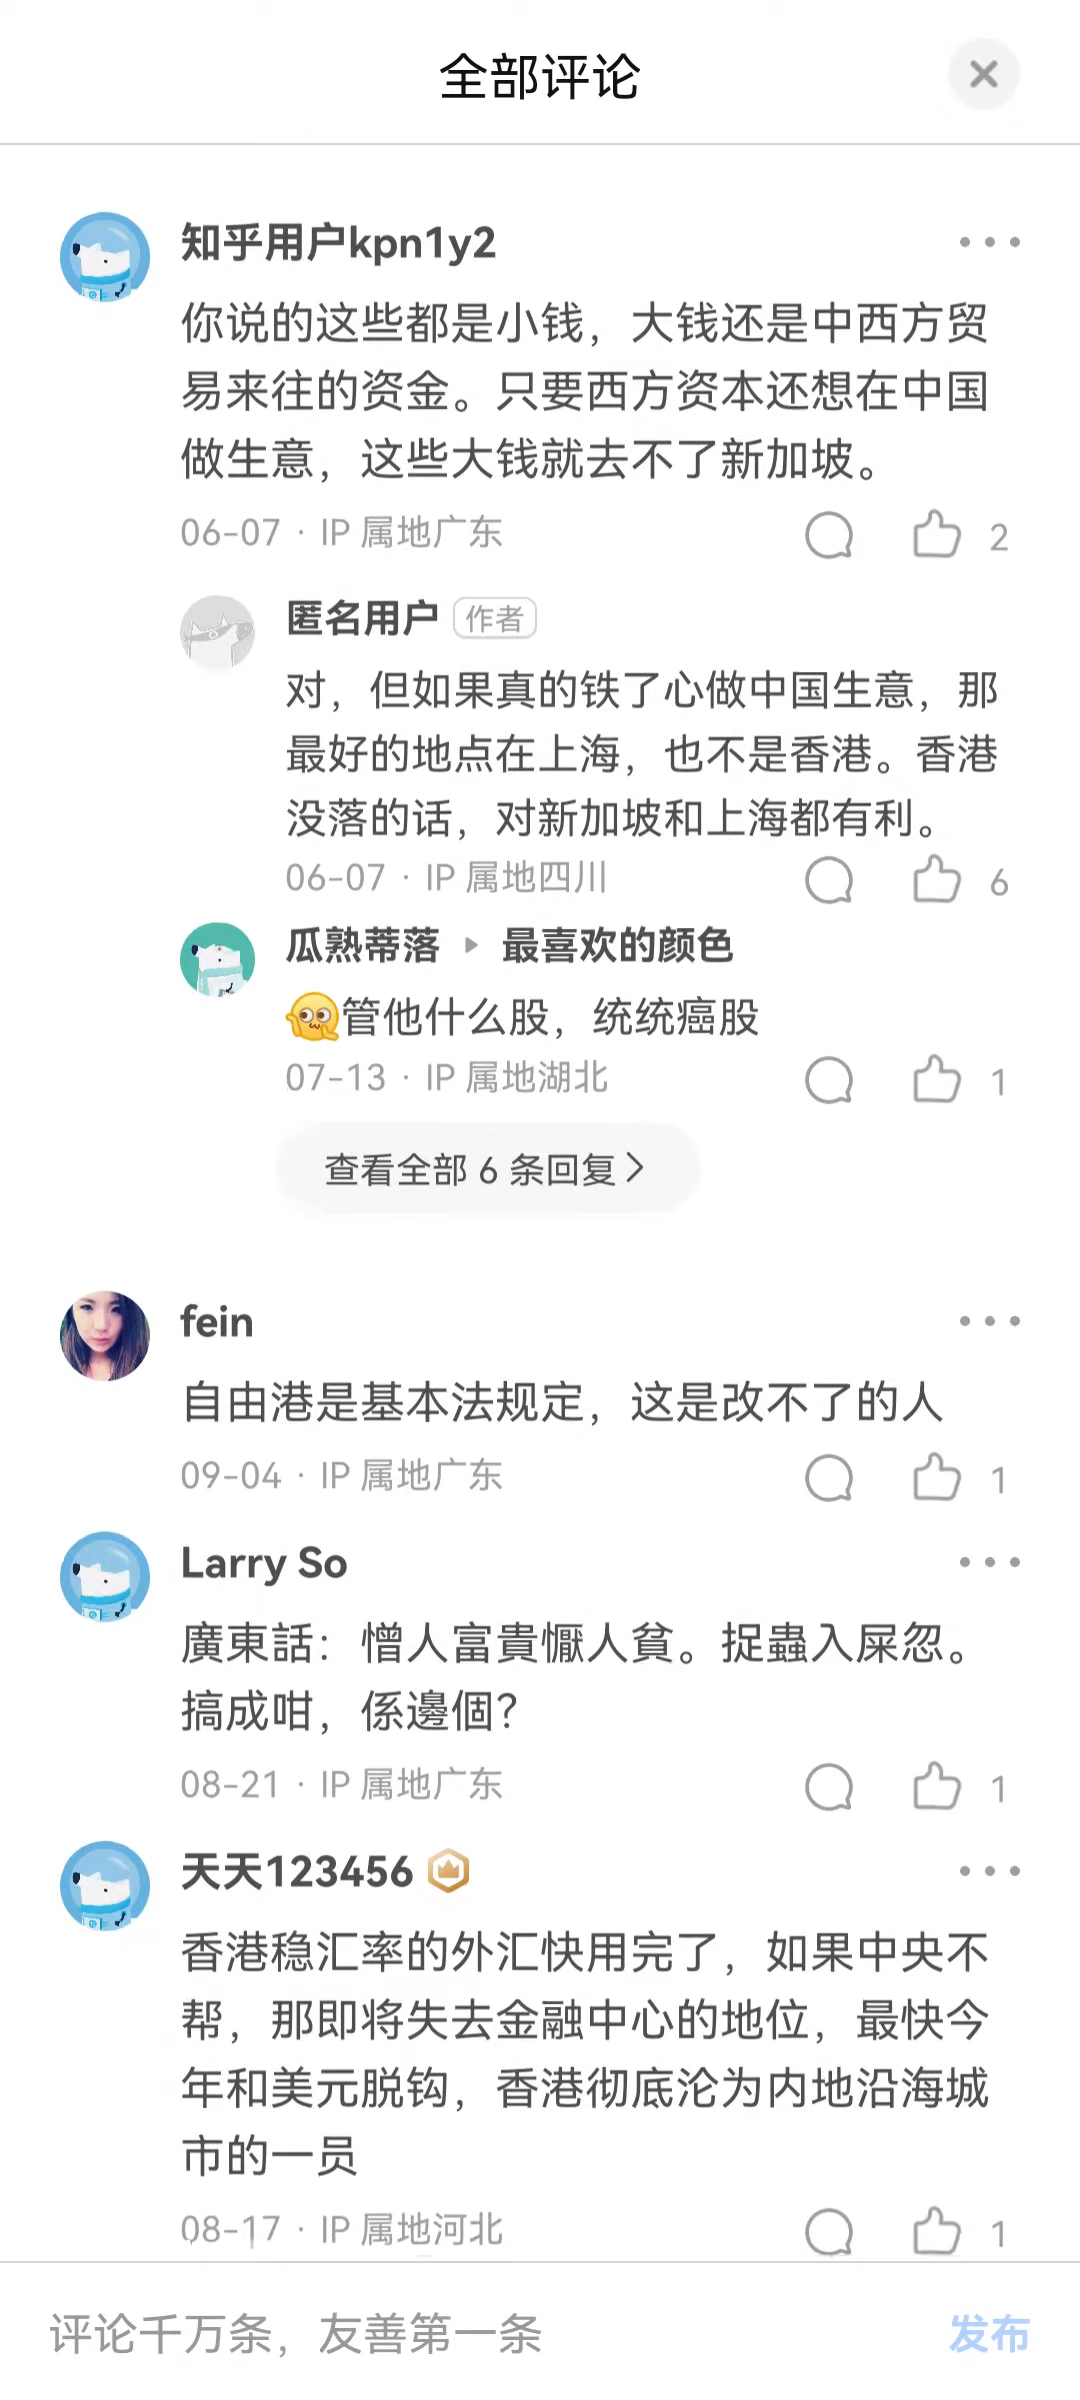 全部评论
知乎用户kpn1y2
你说的这些都是小钱，大钱还是中西方贸
易来往的资金。只要西方资本还想在中国
做生意，这些大钱就去不了新加坡。
06-07 · IP 属地广东 2
匿名用户 作者
对，但如果真的铁了心做中国生意，那
最好的地点在上海，也不是香港。香港
没落的话，对新加坡和上海都有利。
06-07 · IP 属地四川 6
瓜熟蒂落 ▸ 最喜欢的颜色
管他什么股，统统癌股
07-13 · IP 属地湖北 1
查看全部 6 条回复
fein
自由港是基本法规定，这是改不了的人
09-04 · IP 属地广东 1
Larry So
廣東話：憎人富貴懨人貧。捉蟲入屎忽。
搞成咁，係邊個？
08-21 · IP 属地广东 1
天天123456
香港稳汇率的外汇快用完了，如果中央不
帮，那即将失去金融中心的地位，最快今
年和美元脱钩，香港彻底沦为内地沿海城
市的一员
08-17 · IP 属地河北 1
评论千万条，友善第一条 发布